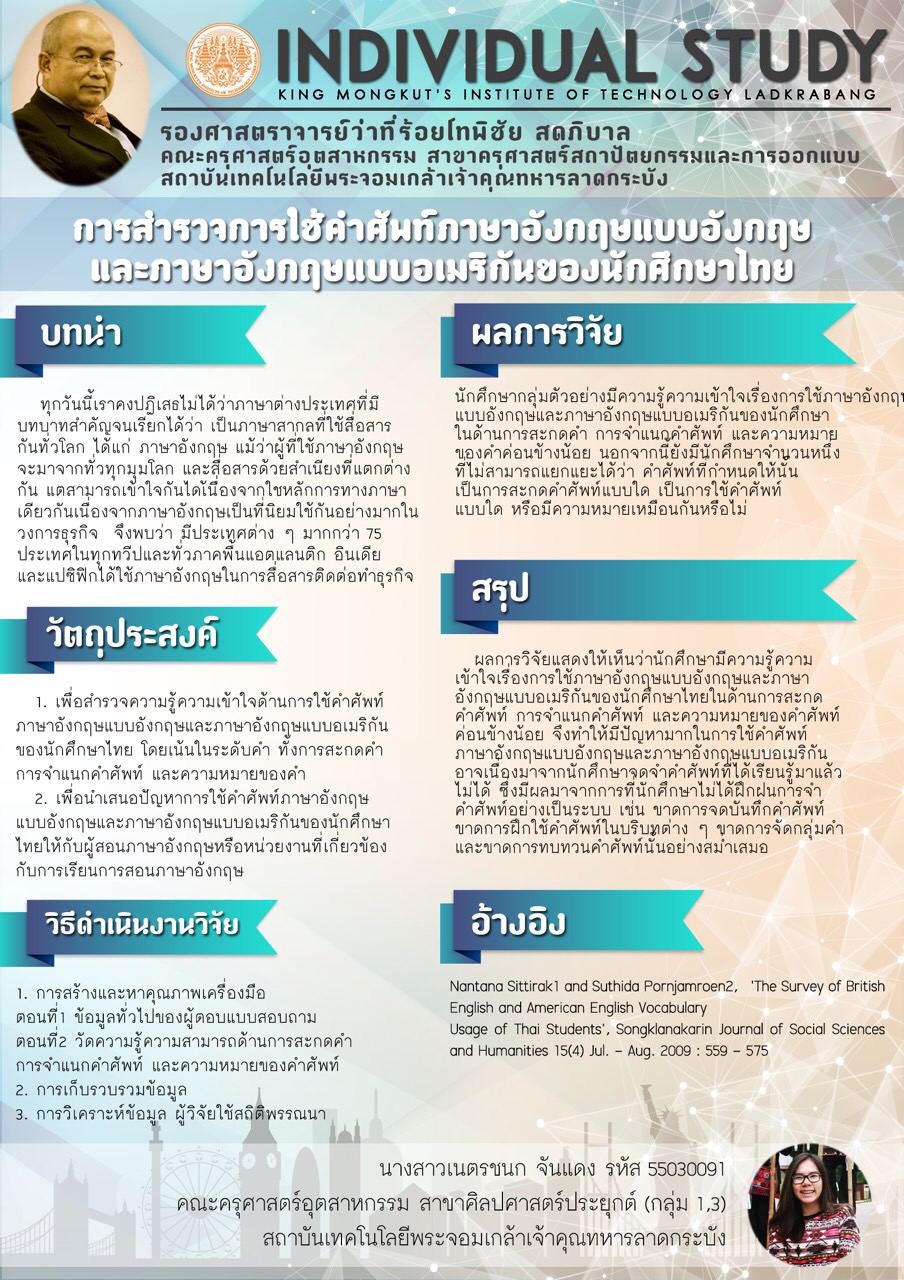 INDIVIDUAL STUDY
KING MONGKUT'S INSTITUTE OF TECHNOLOGY LADKRABANG
รองศาสตราจารย์ว่าที่ร้อยโทพิชัย สดภิบาล
คณะครุศาสตร์อุตสาหกรรม สาขาครุศาสตร์สถาปัตยกรรมและการออกแบบ
สถาบันเทคโนโลยีพระจอมเกล้าเจ้าคุณทหารลาดกระบัง
การสำรวจการใช้คำศัพท์ภาษาอังกฤษแบบอังกฤษ
และภาษาอังกฤษแบบอเมริกันของนักศึกษาไทย
บทนำ
ทุกวันนี้เราคงปฏิเสธไม่ได้ว่าภาษาต่างประเทศที่มี
บทบาทสำคัญจนเรียกได้ว่า เป็นภาษาสากลที่ใช้สื่อสาร
กันทั่วโลก ได้แก่ ภาษาอังกฤษ แม้ว่าผู้ที่ใช้ภาษาอังกฤษ
จะมาจากทั่วทุกมุมโลก และสื่อสารด้วยสำเนียงที่แตกต่าง
กัน แตสามารถเข้าใจกันได้เนื่องจากใชหลักการทางภาษา
เดียวกันเนื่องจากภาษาอังกฤษเป็นที่นิยมใช้กันอย่างมากใน
วงการธุรกิจ จึงพบว่า มีประเทศต่าง ๆ มากกว่า 75
ประเทศในทุกทวีปและทั่วภาคพื้นแอตแลนติก อินเดีย
และแปซิฟิกได้ใช้ภาษาอังกฤษในการสื่อสารติดต่อทำธุรกิจ
วัตถุประสงค์
1. เพื่อสำรวจความรู้ความเข้าใจด้านการใช้คำศัพท์
ภาษาอังกฤษแบบอังกฤษและภาษาอังกฤษแบบอเมริกัน
ของนักศึกษาไทย โดยเน้นในระดับคำ ทั้งการสะกดคำ
การจำแนกคำศัพท์ และความหมายของคำ
2. เพื่อนำเสนอปัญหาการใช้คำศัพท์ภาษาอังกฤษ
แบบอังกฤษและภาษาอังกฤษแบบอเมริกันของนักศึกษา
ไทยให้กับผู้สอนภาษาอังกฤษหรือหน่วยงานที่เกี่ยวข้อง
กับการเรียนการสอนภาษาอังกฤษ
วิธีดำเนินงานวิจัย
1. การสร้างและหาคุณภาพเครื่องมือ
ตอนที่1 ข้อมูลทั่วไปของผู้ตอบแบบสอบถาม
ตอนที่2 วัดความรู้ความสามารถด้านการสะกดคำ
การจำแนกคำศัพท์ และความหมายของคำศัพท์
2. การเก็บรวบรวมข้อมูล
3. การวิเคราะห์ข้อมูล ผู้วิจัยใช้สถิติพรรณนา
ผลการวิจัย
นักศึกษากลุ่มตัวอย่างมีความรู้ความเข้าใจเรื่องการใช้ภาษาอังกฤษ
แบบอังกฤษและภาษาอังกฤษแบบอเมริกันของนักศึกษา
ในด้านการสะกดคำ การจำแนกคำศัพท์ และความหมาย
ของคำค่อนข้างน้อย นอกจากนี้ยังมีนักศึกษาจำนวนหนึ่ง
ที่ไม่สามารถแยกแยะได้ว่า คำศัพท์ที่กำหนดให้นั้น
เป็นการสะกดคำศัพท์แบบใด เป็นการใช้คำศัพท์
แบบใด หรือมีความหมายเหมือนกันหรือไม่
สรุป
ผลการวิจัยแสดงให้เห็นว่านักศึกษามีความรู้ความ
เข้าใจเรื่องการใช้ภาษาอังกฤษแบบอังกฤษและภาษา
อังกฤษแบบอเมริกันของนักศึกษาไทยในด้านการสะกด
คำศัพท์ การจำแนกคำศัพท์ และความหมายของคำศัพท์
ค่อนข้างน้อย จึงทำให้มีปัญหามากในการใช้คำศัพท์
ภาษาอังกฤษแบบอังกฤษและภาษาอังกฤษแบบอเมริกัน
อาจเนื่องมาจากนักศึกษาจดจำคำศัพท์ที่ได้เรียนรู้มาแล้ว
ไม่ได้ ซึ่งมีผลมาจากการที่นักศึกษาไม่ได้ฝึกฝนการจำ
คำศัพท์อย่างเป็นระบบ เช่น ขาดการจดบันทึกคำศัพท์
ขาดการฝึกใช้คำศัพท์ในบริบทต่าง ๆ ขาดการจัดกลุ่มคำ
และขาดการทบทวนคำศัพท์นั้นอย่างสม่ำเสมอ
อ้างอิง
Nantana Sittirak1 and Suthida Pornjamroen2, 'The Survey of British
English and American English Vocabulary
Usage of Thai Students', Songklanakarin Journal of Social Sciences
and Humanities 15(4) Jul. – Aug. 2009 : 559 – 575
นางสาวเนตรชนก จันแดง รหัส 55030091
คณะครุศาสตร์อุตสาหกรรม สาขาศิลปศาสตร์ประยุกต์ (กลุ่ม 1,3)
สถาบันเทคโนโลยีพระจอมเกล้าเจ้าคุณทหารลาดกระบัง